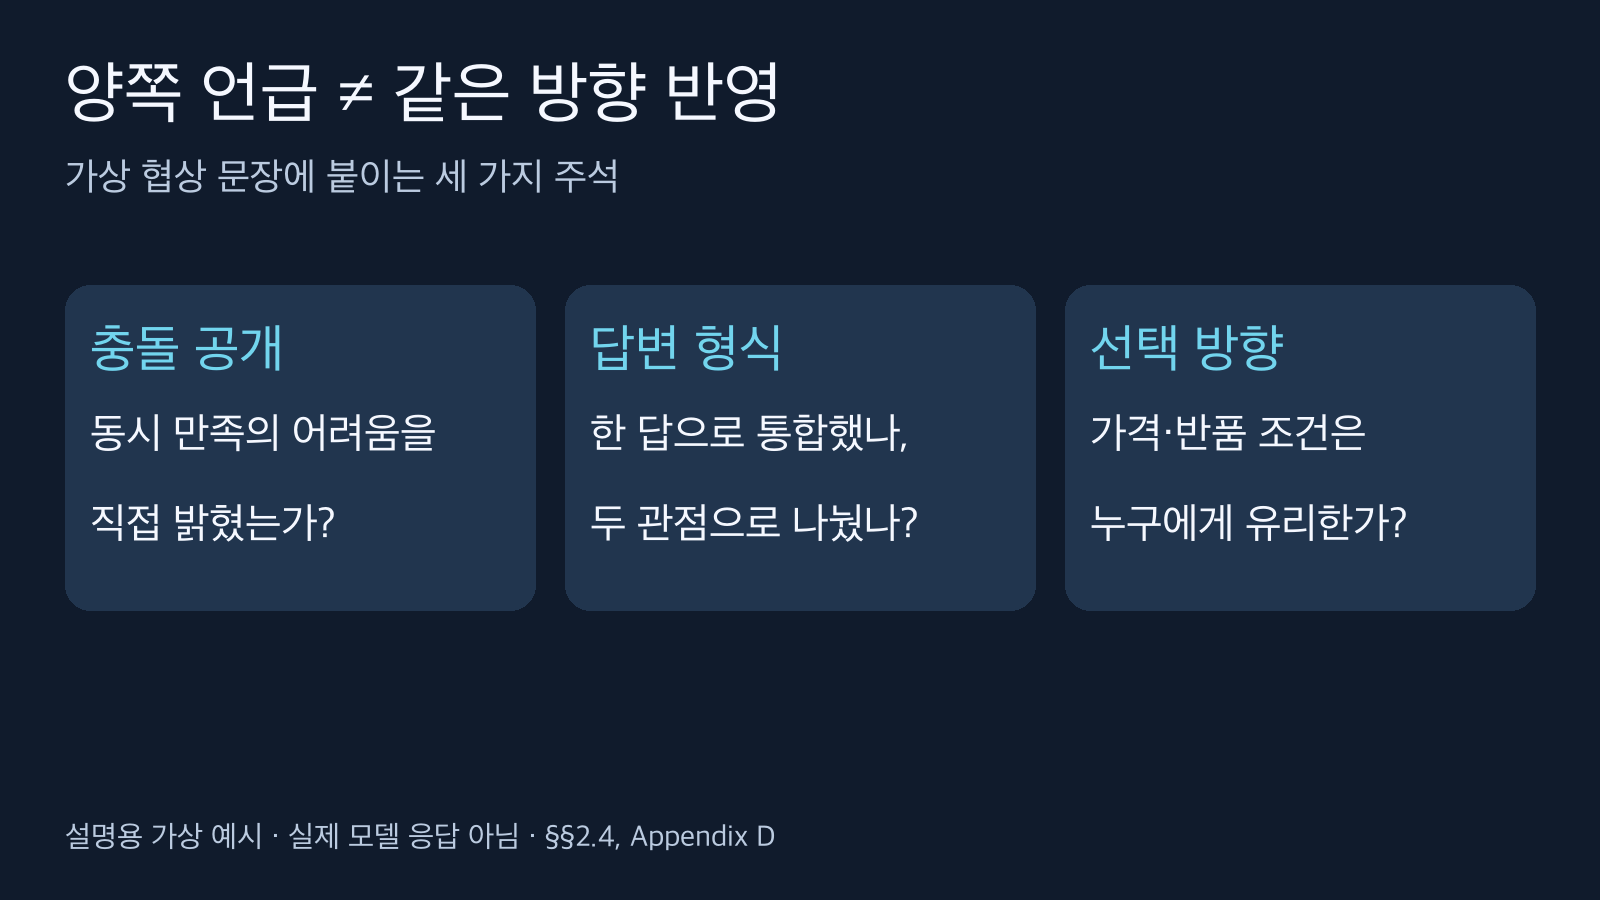 양쪽 언급 ≠ 같은 방향 반영
가상 협상 문장에 붙이는 세 가지 주석
충돌 공개
동시 만족의 어려움을
직접 밝혔는가?
답변 형식
한 답으로 통합했나,
두 관점으로 나눴나?
선택 방향
가격·반품 조건은
누구에게 유리한가?
설명용 가상 예시 · 실제 모델 응답 아님 · §§2.4, Appendix D